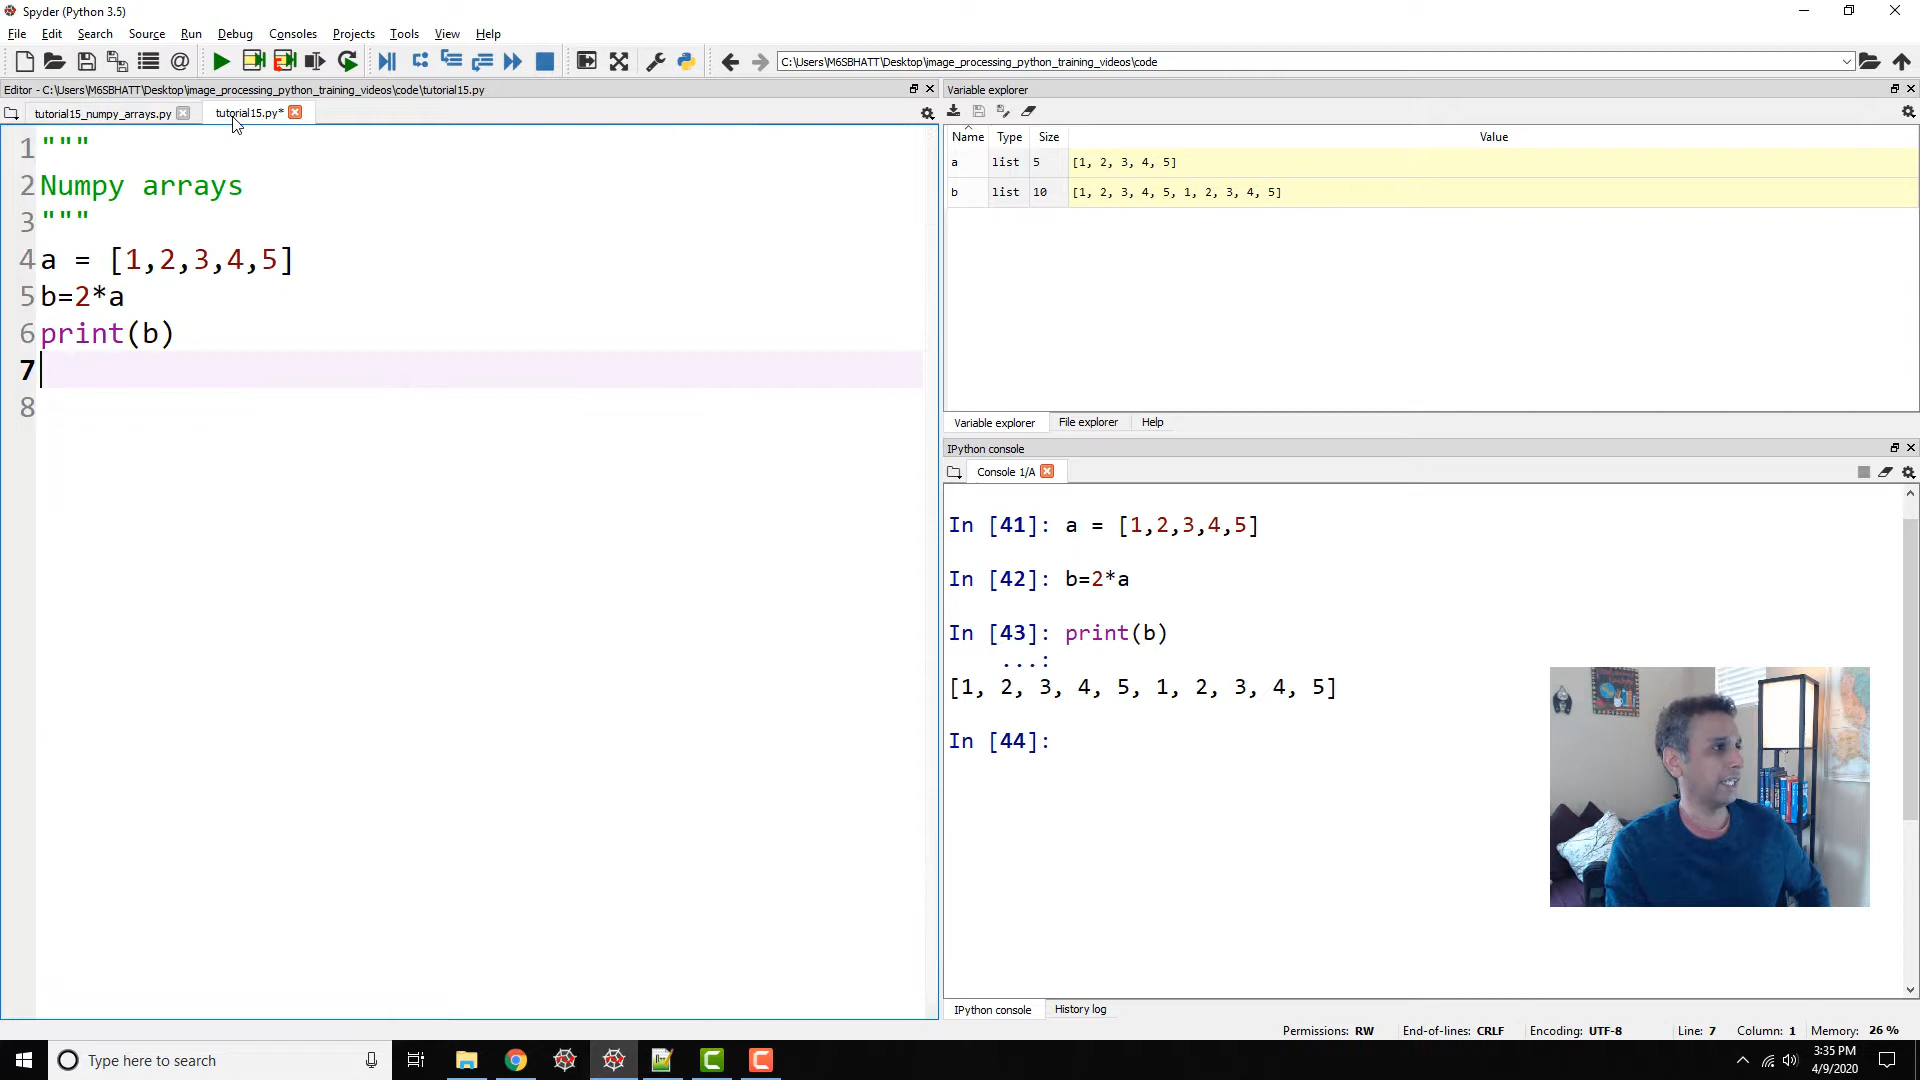 Spyder (Python 3.5)
File Edit Search Source Run Debug Consoles Projects Tools View Help
C:\Users\M6SBHATT\Desktop\image_processing_python_training_videos\code
Editor - C:\Users\M6SBHATT\Desktop\image_processing_python_training_videos\code\tutorial15.py
tutorial15_numpy_arrays.py tutorial15.py*
1 """
2 Numpy arrays
3 """
4 a = [1,2,3,4,5]
5 b=2*a
6 print(b)
7
8
Variable explorer
Name Type Size Value
a list 5 [1, 2, 3, 4, 5]
b list 10 [1, 2, 3, 4, 5, 1, 2, 3, 4, 5]
Variable explorer File explorer Help
IPython console
Console 1/A
In [41]: a = [1,2,3,4,5]
In [42]: b=2*a
In [43]: print(b)
...:
[1, 2, 3, 4, 5, 1, 2, 3, 4, 5]
In [44]:
IPython console History log
Permissions: RW End-of-lines: CRLF Encoding: UTF-8 Line: 7 Column: 1 Memory: 26 %
Type here to search
3:35 PM
4/9/2020